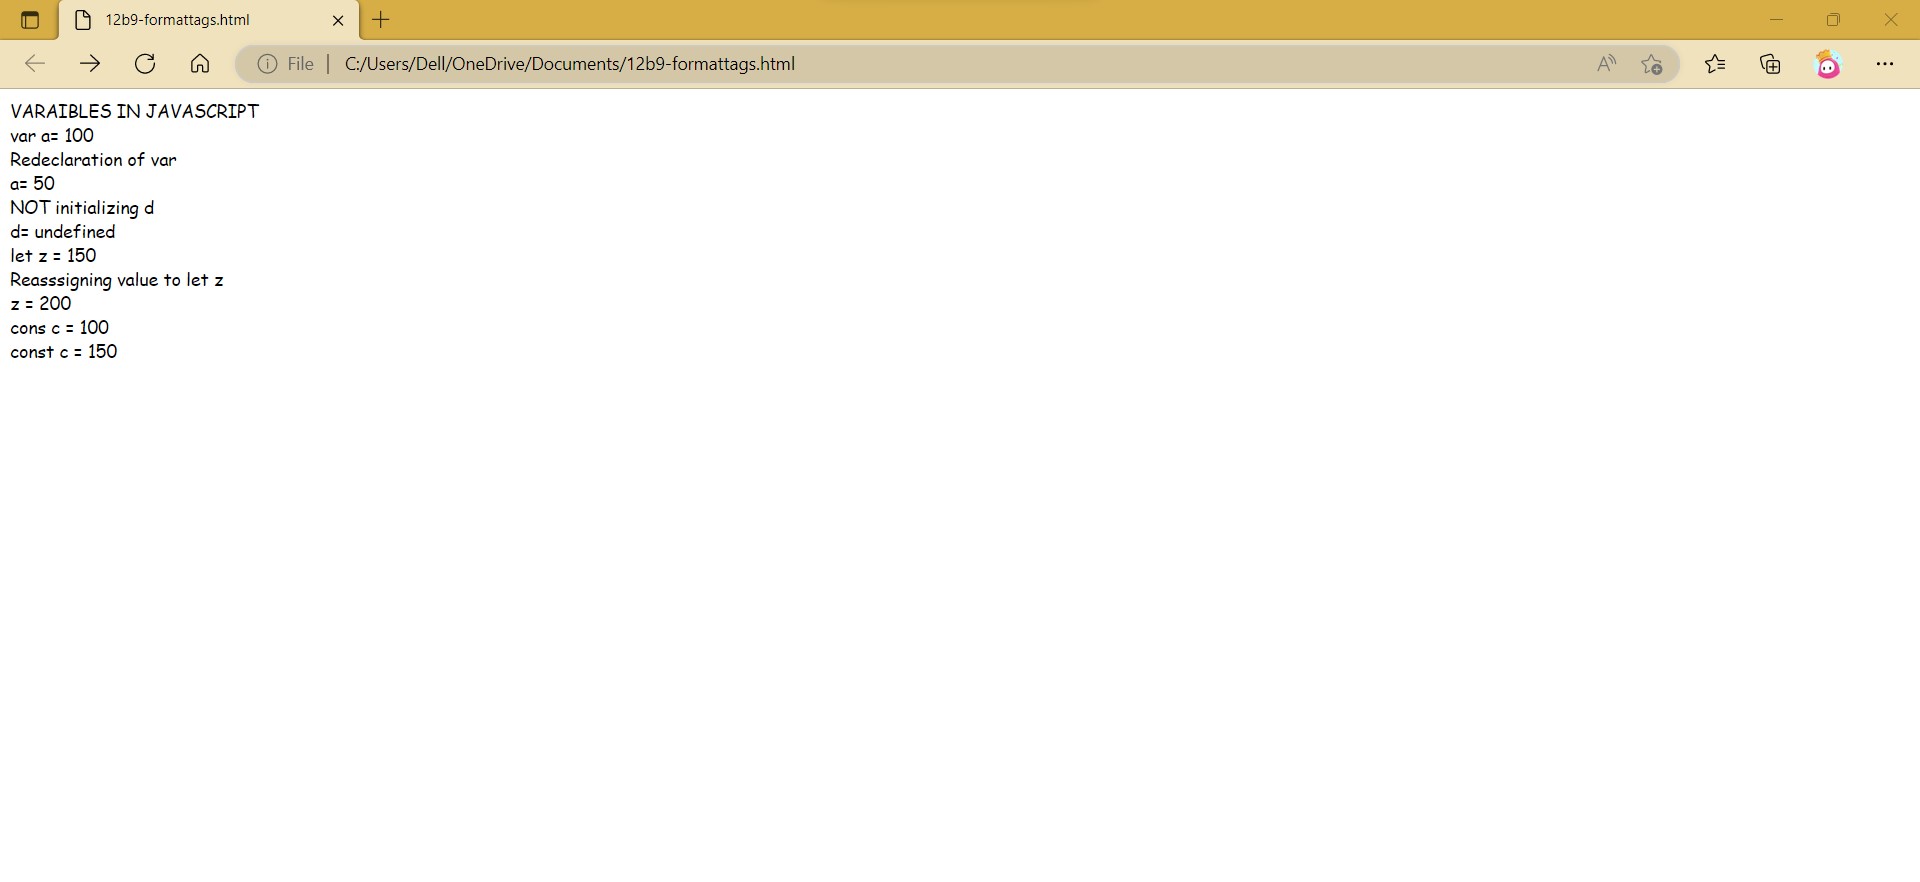 12b9-formattags.html
File | C:/Users/Dell/OneDrive/Documents/12b9-formattags.html
VARAIBLES IN JAVASCRIPT
var a= 100
Redeclaration of var
a= 50
NOT initializing d
d= undefined
let z = 150
Reasssigning value to let z
z = 200
cons c = 100
const c = 150